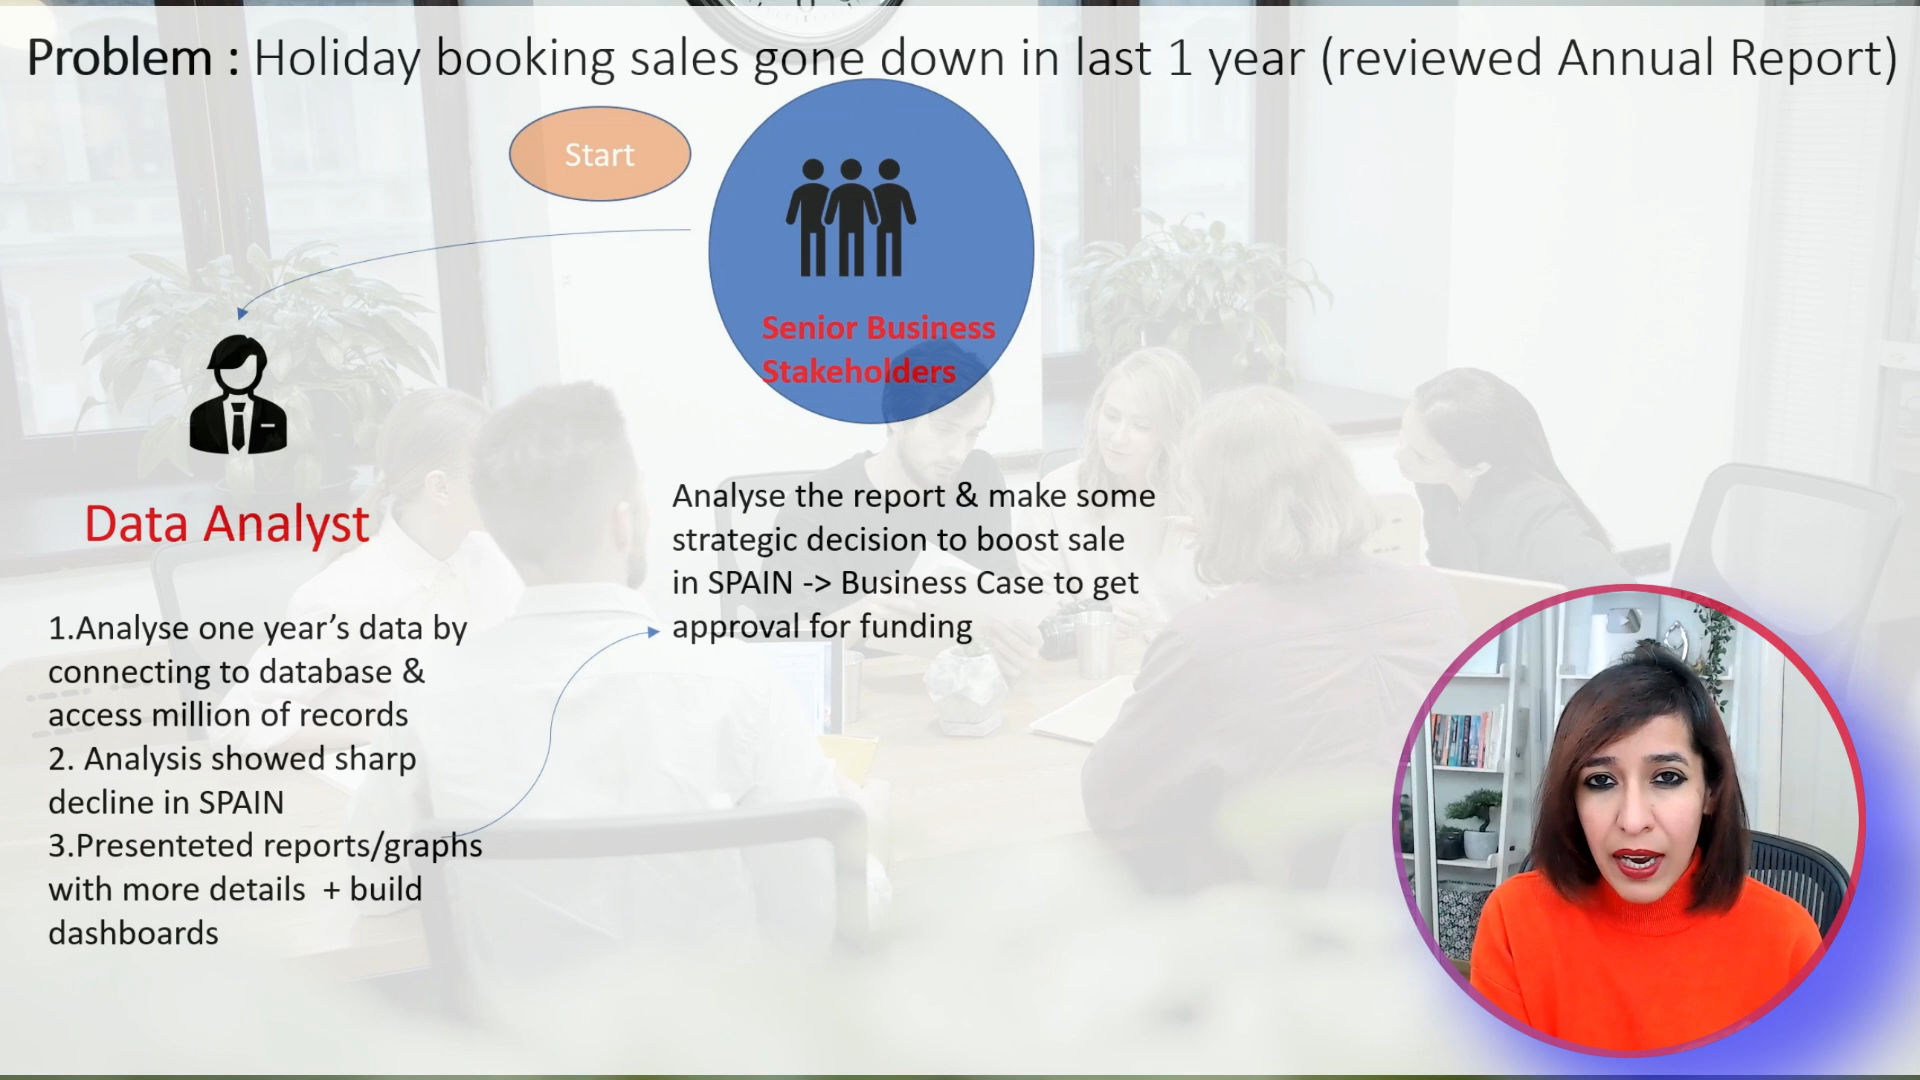 Problem : Holiday booking sales gone down in last 1 year (reviewed Annual Report)
Start
Senior Business
Stakeholders
Data Analyst
1.Analyse one year’s data by
connecting to database &
access million of records
2. Analysis showed sharp
decline in SPAIN
3.Presenteted reports/graphs
with more details + build
dashboards
Analyse the report & make some
strategic decision to boost sale
in SPAIN -> Business Case to get
approval for funding